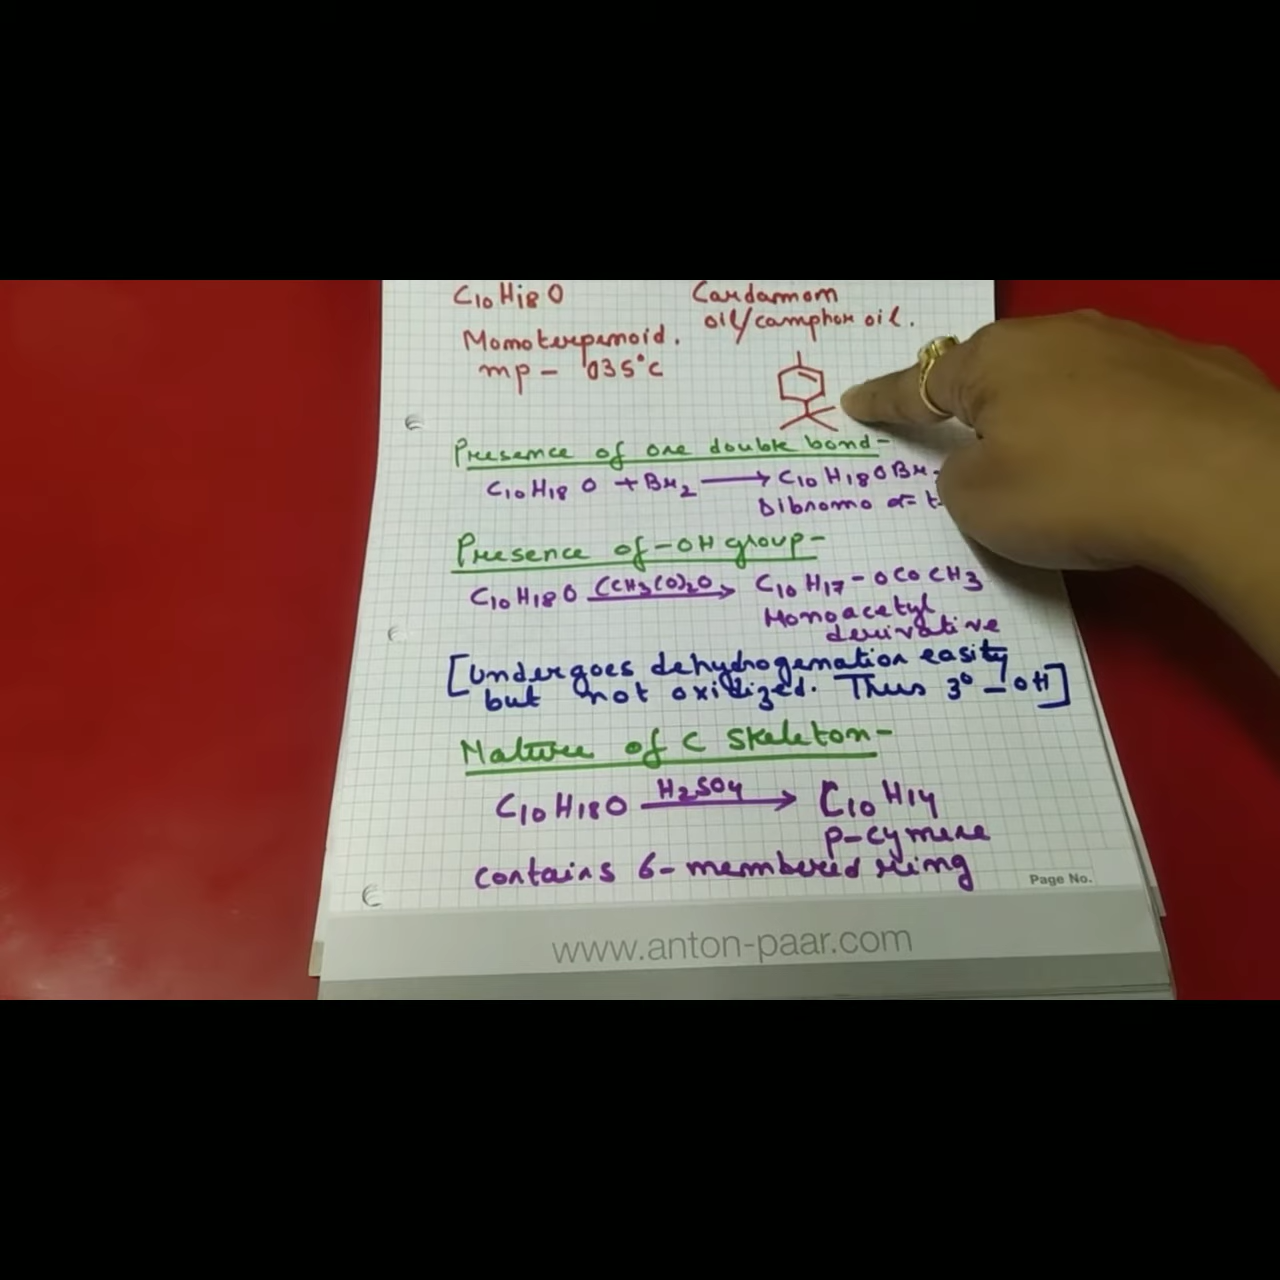 C10H18O
Cardamom
oil/camphor oil.
Monoterpenoid.
mp - 035°C
Presence of one double bond-
C10H18O + Br2 ⟶ C10H18OBr
Dibromo α= t
Presence of -OH group-
C10H18O (CH3CO)2O ⟶ C10H17-OCOCH3
Monoacetyl
derivative
[Undergoes dehydrogenation easity
but not oxidized. Thus 3° -OH]
Nature of C skeleton-
C10H18O H2SO4 ⟶ C10H14
p-cymene
contains 6-membered ring
Page No.
www.anton-paar.com